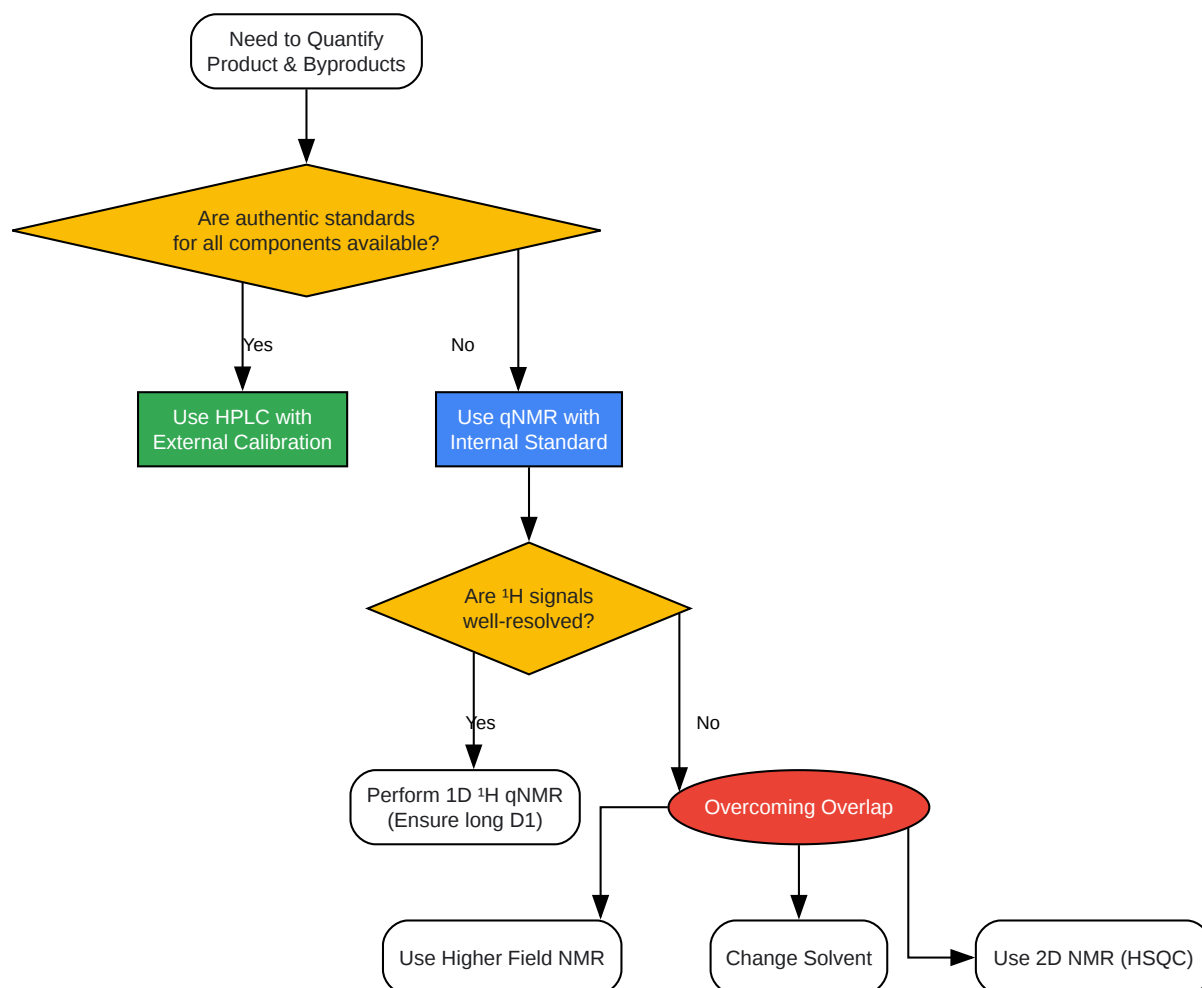 Need to Quantify
Product & Byproducts
Are authentic standards
for all components available?
Yes
No
Use HPLC with
External Calibration
Use qNMR with
Internal Standard
Are ¹H signals
well-resolved?
Yes
No
Perform 1D ¹H qNMR
(Ensure long D1)
Overcoming Overlap
Use Higher Field NMR
Change Solvent
Use 2D NMR (HSQC)